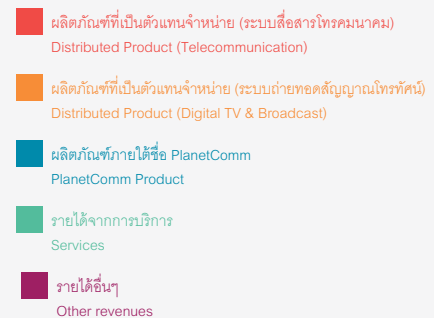 ผลิตภัณฑ์ที่เป็นตัวแทนจำหน่าย (ระบบสื่อสารโทรคมนาคม)
Distributed Product (Telecommunication)
ผลิตภัณฑ์ที่เป็นตัวแทนจำหน่าย (ระบบถ่ายทอดสัญญาณโทรทัศน์)
Distributed Product (Digital TV & Broadcast)
ผลิตภัณฑ์ภายใต้ชื่อ PlanetComm
PlanetComm Product
รายได้จากการบริการ
Services
รายได้อื่นๆ
Other revenues